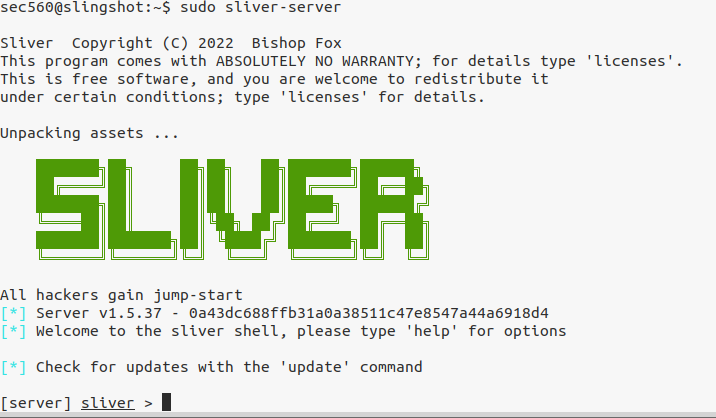 sec560@slingshot:~$ sudo sliver-server
Sliver  Copyright (C) 2022  Bishop Fox
This program comes with ABSOLUTELY NO WARRANTY; for details type 'licenses'.
This is free software, and you are welcome to redistribute it
under certain conditions; type 'licenses' for details.
Unpacking assets ...
SLIVER
All hackers gain jump-start
[*] Server v1.5.37 - 0a43dc688ffb31a0a38511c47e8547a44a6918d4
[*] Welcome to the sliver shell, please type 'help' for options
[*] Check for updates with the 'update' command
[server] sliver >